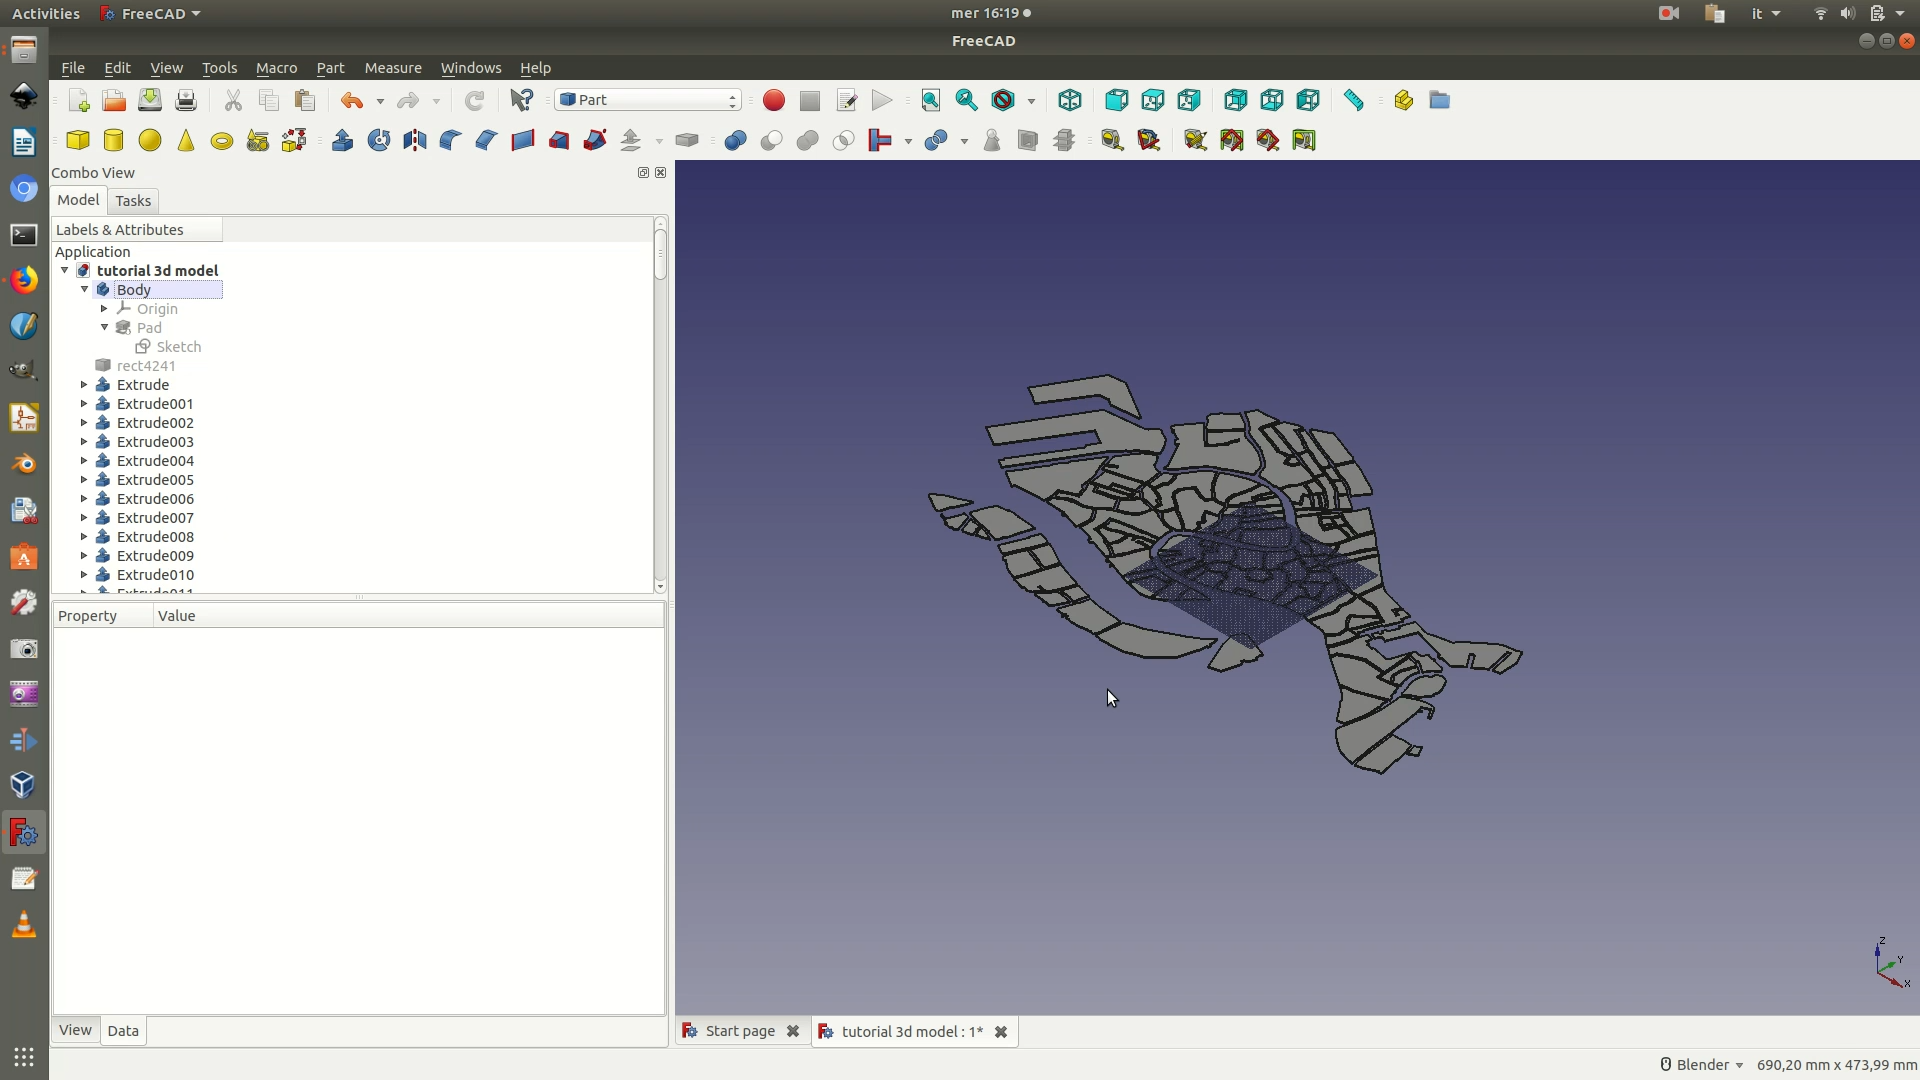 Activities FreeCAD mer 16:19 it
FreeCAD
File Edit View Tools Macro Part Measure Windows Help
Part
Combo View
Model Tasks
Labels & Attributes
Application
tutorial 3d model
Body
Origin
Pad
Sketch
rect4241
Extrude
Extrude001
Extrude002
Extrude003
Extrude004
Extrude005
Extrude006
Extrude007
Extrude008
Extrude009
Extrude010
Extrude011
Property Value
Z
Y
X
View Data
Start page tutorial 3d model : 1*
Blender 690,20 mm x 473,99 mm